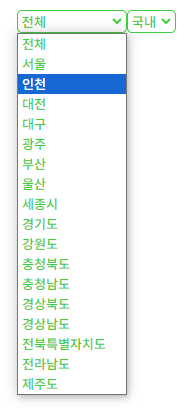 전체 국내
전체
서울
인천
대전
대구
광주
부산
울산
세종시
경기도
강원도
충청북도
충청남도
경상북도
경상남도
전북특별자치도
전라남도
제주도